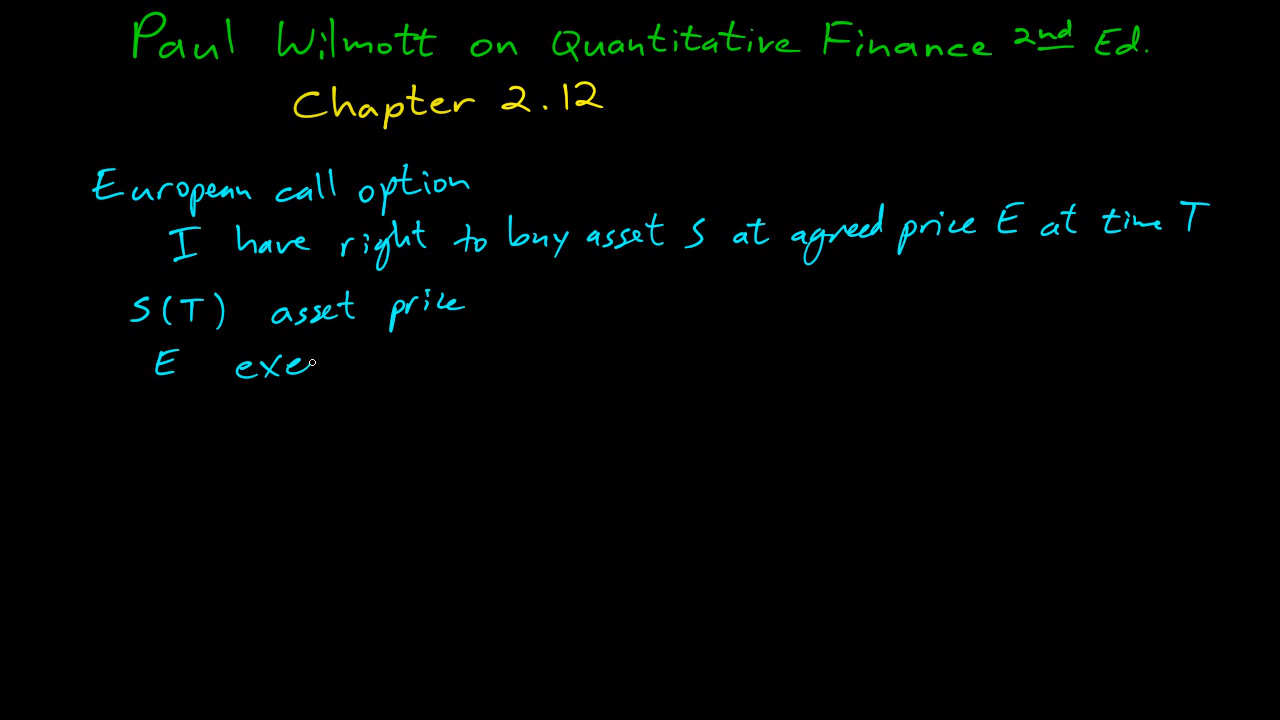 Paul Wilmott on Quantitative Finance 2nd Ed.
Chapter 2.12
European call option
I have right to buy asset S at agreed price E at time T
S(T) asset price
E exe